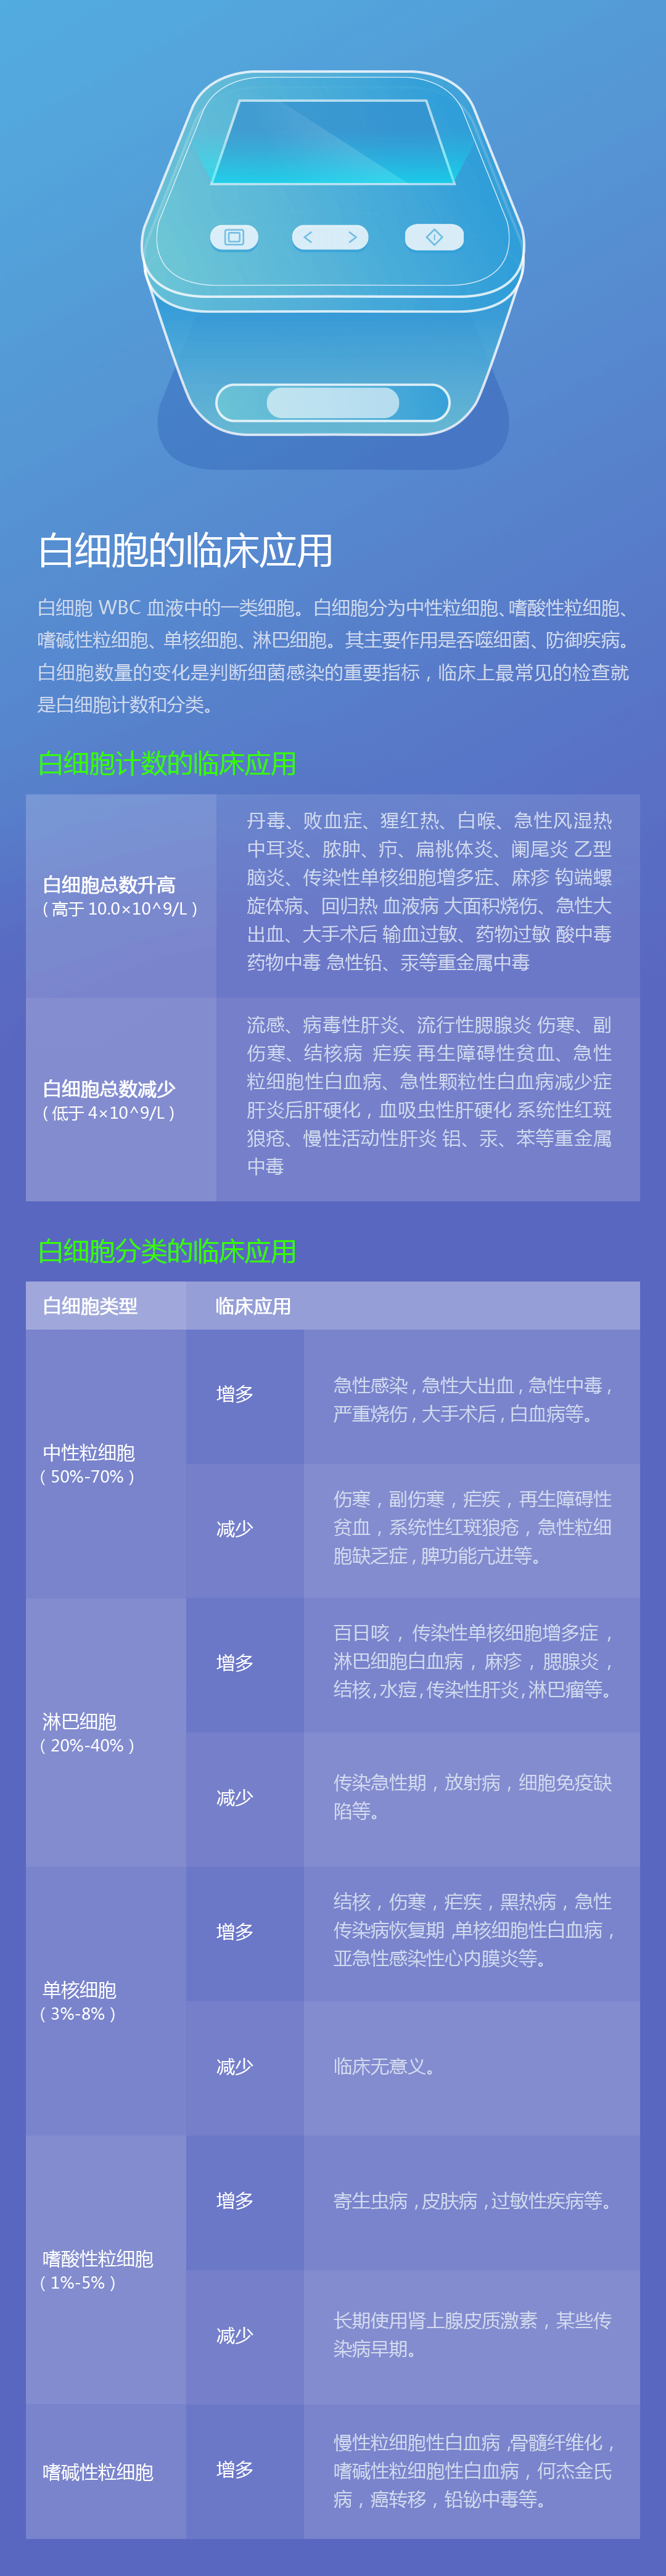 白细胞的临床应用
白细胞 WBC 血液中的一类细胞。白细胞分为中性粒细胞、嗜酸性粒细胞、
嗜碱性粒细胞、单核细胞、淋巴细胞。其主要作用是吞噬细菌、防御疾病。
白细胞数量的变化是判断细菌感染的重要指标，临床上最常见的检查就
是白细胞计数和分类。
白细胞计数的临床应用
白细胞总数升高
（高于 10.0×10^9/L）
丹毒、败血症、猩红热、白喉、急性风湿热
中耳炎、脓肿、疖、扁桃体炎、阑尾炎 乙型
脑炎、传染性单核细胞增多症、麻疹 钩端螺
旋体病、回归热 血液病 大面积烧伤、急性大
出血、大手术后 输血过敏、药物过敏 酸中毒
药物中毒 急性铅、汞等重金属中毒
白细胞总数减少
（低于 4×10^9/L）
流感、病毒性肝炎、流行性腮腺炎 伤寒、副
伤寒、结核病 疟疾 再生障碍性贫血、急性
粒细胞性白血病、急性颗粒性白血病减少症
肝炎后肝硬化，血吸虫性肝硬化 系统性红斑
狼疮、慢性活动性肝炎 铝、汞、苯等重金属
中毒
白细胞分类的临床应用
白细胞类型 临床应用
中性粒细胞
（50%-70%）
增多
急性感染，急性大出血，急性中毒，
严重烧伤，大手术后，白血病等。
减少
伤寒，副伤寒，疟疾，再生障碍性
贫血，系统性红斑狼疮，急性粒细
胞缺乏症，脾功能亢进等。
淋巴细胞
（20%-40%）
增多
百日咳，传染性单核细胞增多症，
淋巴细胞白血病，麻疹，腮腺炎，
结核，水痘，传染性肝炎，淋巴瘤等。
减少
传染急性期，放射病，细胞免疫缺
陷等。
单核细胞
（3%-8%）
增多
结核，伤寒，疟疾，黑热病，急性
传染病恢复期，单核细胞性白血病，
亚急性感染性心内膜炎等。
减少
临床无意义。
嗜酸性粒细胞
（1%-5%）
增多
寄生虫病，皮肤病，过敏性疾病等。
减少
长期使用肾上腺皮质激素，某些传
染病早期。
嗜碱性粒细胞
增多
慢性粒细胞性白血病，骨髓纤维化，
嗜碱性粒细胞性白血病，何杰金氏
病，癌转移，铅铋中毒等。